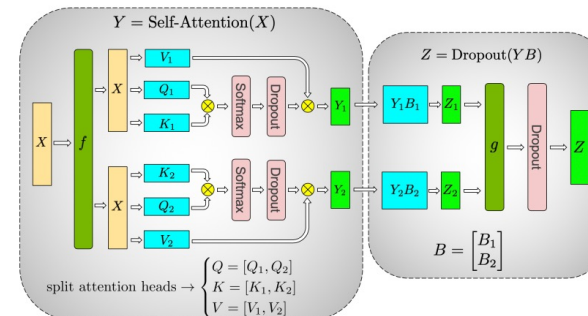 Y = Self-Attention(X)
Z = Dropout(YB)
X
f
X
V₁
Q₁
K₁
Softmax
Dropout
Y₁
Y₁B₁
Z₁
X
K₂
Q₂
V₂
Softmax
Dropout
Y₂
Y₂B₂
Z₂
g
Dropout
Z
split attention heads → { Q = [Q₁, Q₂]
K = [K₁, K₂]
V = [V₁, V₂]
B = [B₁
B₂]